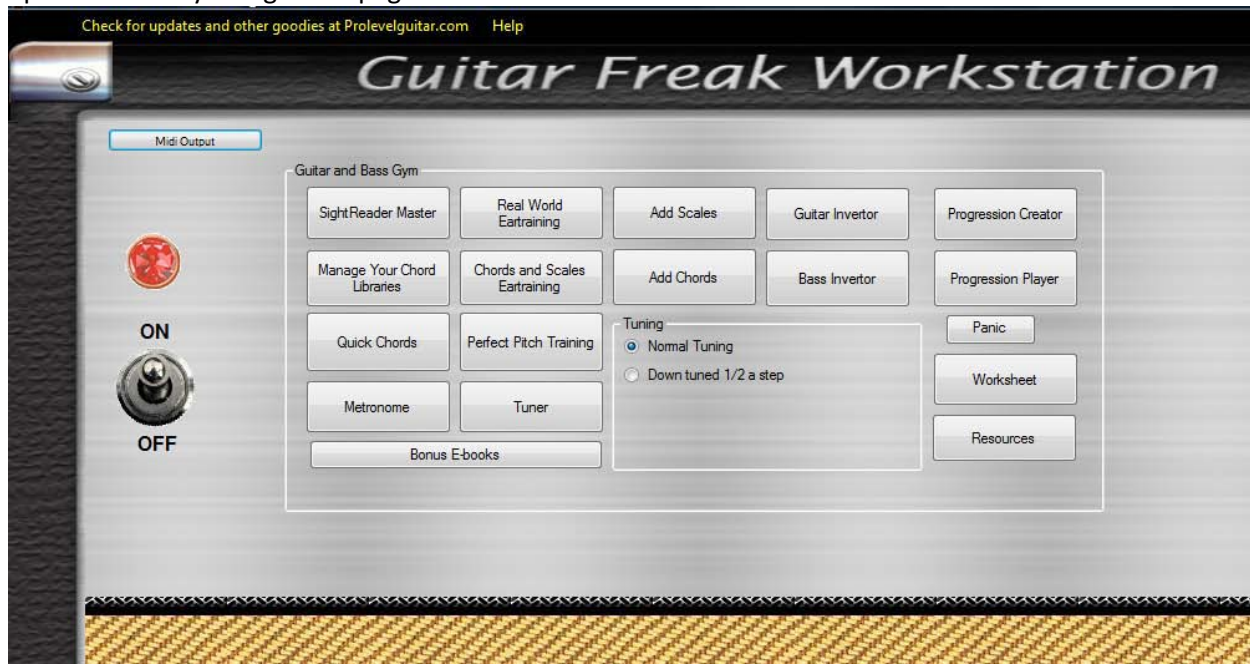 Check for updates and other goodies at Prolevelguitar.com Help
Guitar Freak Workstation
Midi Output
Guitar and Bass Gym
SightReader Master
Real World
Eartraining
Add Scales
Guitar Invertor
Progression Creator
Manage Your Chord
Libraries
Chords and Scales
Eartraining
Add Chords
Bass Invertor
Progression Player
ON
Quick Chords
Perfect Pitch Training
Tuning
Normal Tuning
Down tuned 1/2 a step
Panic
Worksheet
Metronome
Tuner
OFF
Resources
Bonus E-books